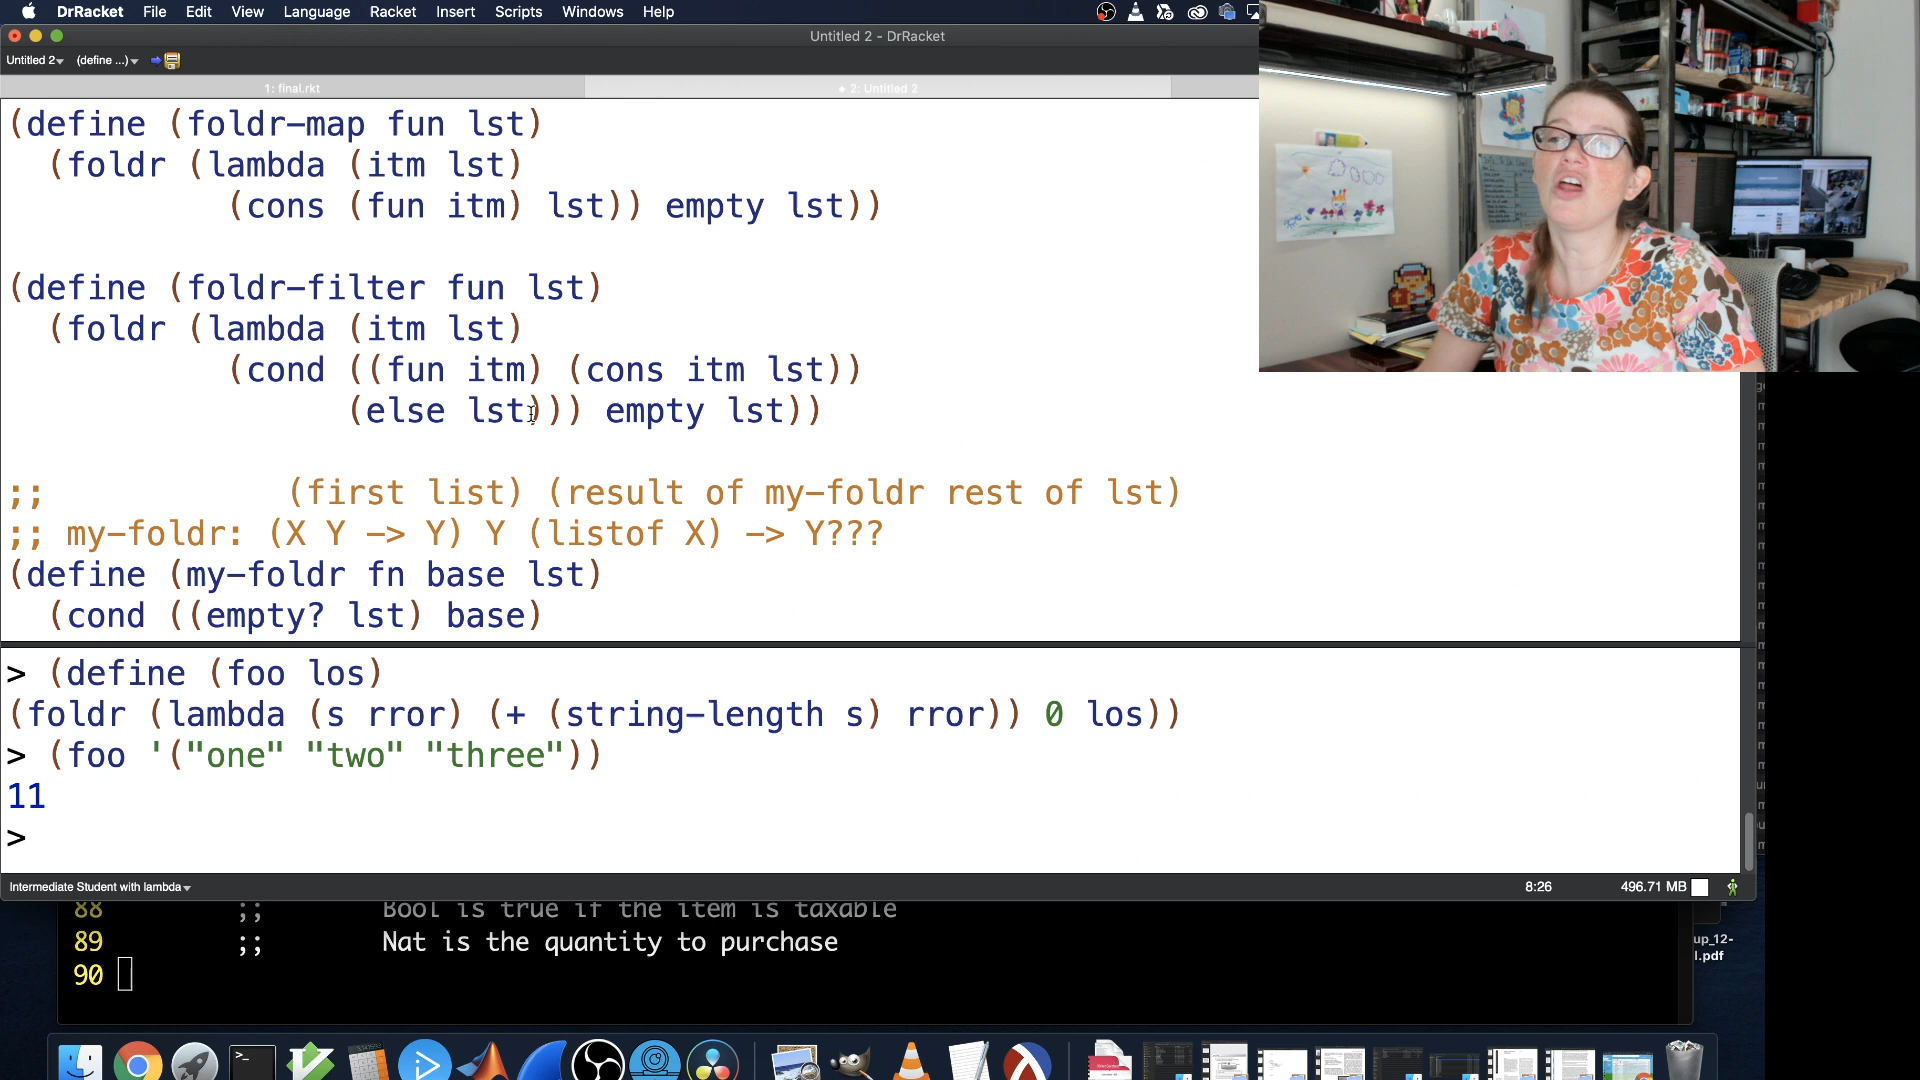 DrRacket File Edit View Language Racket Insert Scripts Windows Help
Untitled 2 - DrRacket
Untitled 2 (define ...)
1: final.rkt
2: Untitled 2
(define (foldr-map fun lst)
(foldr (lambda (itm lst)
(cons (fun itm) lst)) empty lst))
(define (foldr-filter fun lst)
(foldr (lambda (itm lst)
(cond ((fun itm) (cons itm lst))
(else lst))) empty lst))
;; (first list) (result of my-foldr rest of lst)
;; my-foldr: (X Y -> Y) Y (listof X) -> Y???
(define (my-foldr fn base lst)
(cond ((empty? lst) base)
> (define (foo los)
(foldr (lambda (s rror) (+ (string-length s) rror)) 0 los))
> (foo '("one" "two" "three"))
11
>
Intermediate Student with lambda
8:26
496.71 MB
88 ;; Bool is true if the item is taxable
89 ;; Nat is the quantity to purchase
90
up_12-
l.pdf